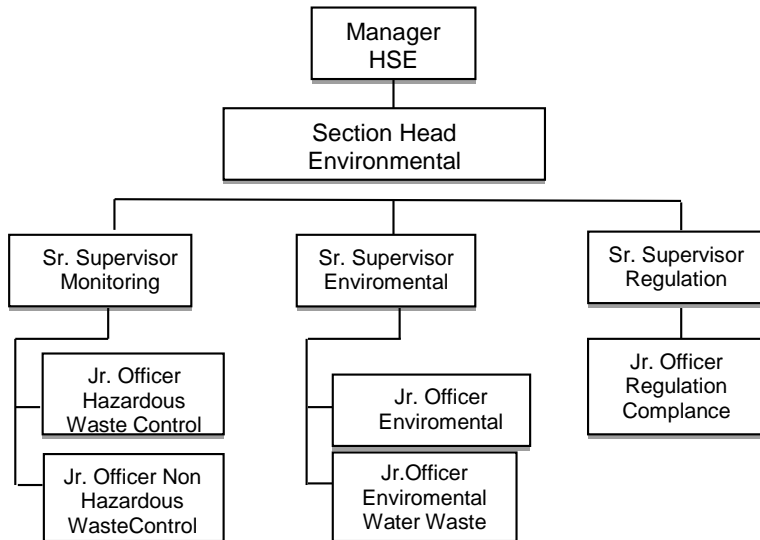 Manager
HSE
Section Head
Environmental
Sr. Supervisor
Monitoring
Sr. Supervisor
Enviromental
Sr. Supervisor
Regulation
Jr. Officer
Hazardous
Waste Control
Jr. Officer Non
Hazardous
WasteControl
Jr. Officer
Enviromental
Jr.Officer
Enviromental
Water Waste
Jr. Officer
Regulation
Complance